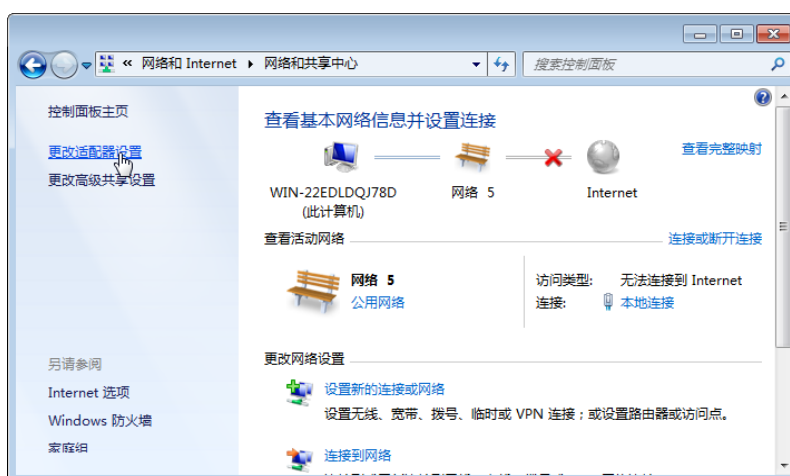 « 网络和 Internet ▸ 网络和共享中心
搜索控制面板
控制面板主页
更改适配器设置
更改高级共享设置
查看基本网络信息并设置连接
查看完整映射
WIN-22EDLDQJ78D
(此计算机)
网络 5
Internet
查看活动网络
连接或断开连接
网络 5
公用网络
访问类型: 无法连接到 Internet
连接: 本地连接
更改网络设置
设置新的连接或网络
设置无线、宽带、拨号、临时或 VPN 连接；或设置路由器或访问点。
连接到网络
另请参阅
Internet 选项
Windows 防火墙
家庭组